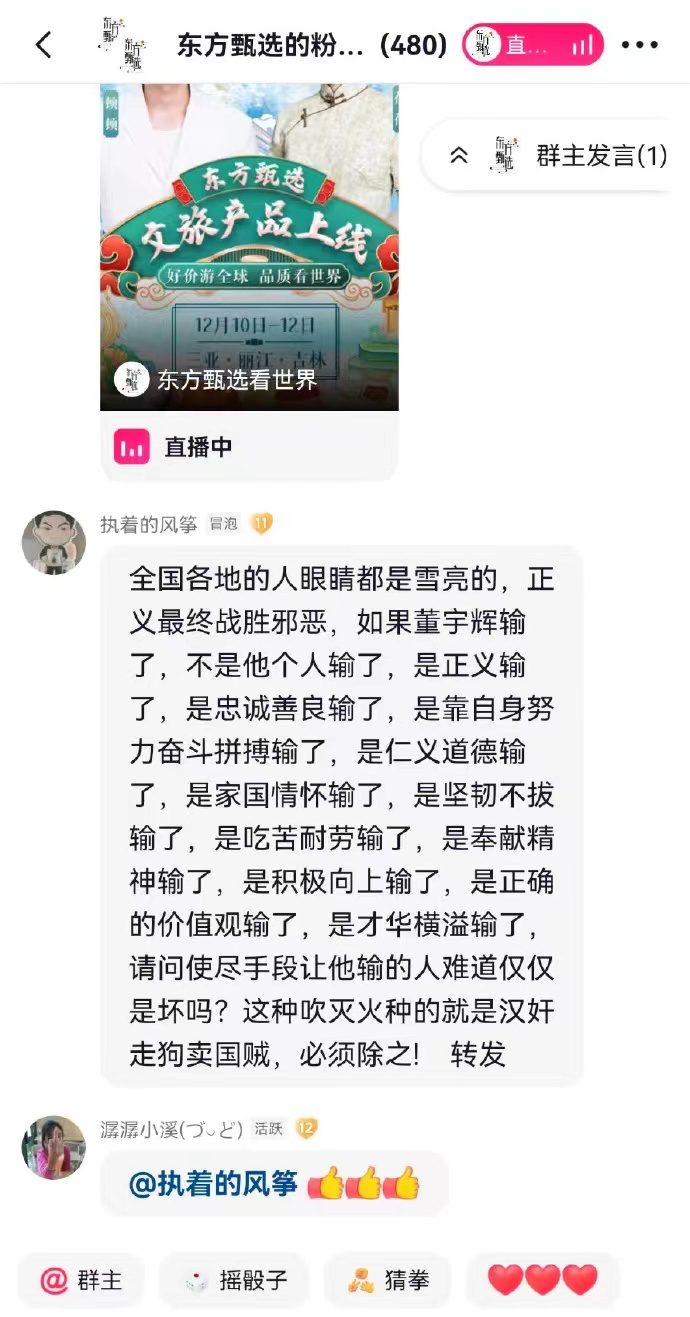 东方甄选的粉... (480)
直...
群主发言(1)
倾倾
东方甄选
文旅产品上线
好价游全球 品质看世界
12月10日-12日
三亚·丽江·吉林
东方甄选看世界
直播中
执着的风筝 冒泡 11
全国各地的人眼睛都是雪亮的，正
义最终战胜邪恶，如果董宇辉输
了，不是他个人输了，是正义输
了，是忠诚善良输了，是靠自身努
力奋斗拼搏输了，是仁义道德输
了，是家国情怀输了，是坚韧不拔
输了，是吃苦耐劳输了，是奉献精
神输了，是积极向上输了，是正确
的价值观输了，是才华横溢输了，
请问使尽手段让他输的人难道仅仅
是坏吗？这种吹灭火种的就是汉奸
走狗卖国贼，必须除之！ 转发
潺潺小溪(づ◡ど) 活跃 12
@执着的风筝 👍👍👍
@ 群主
摇骰子
猜拳
❤❤❤